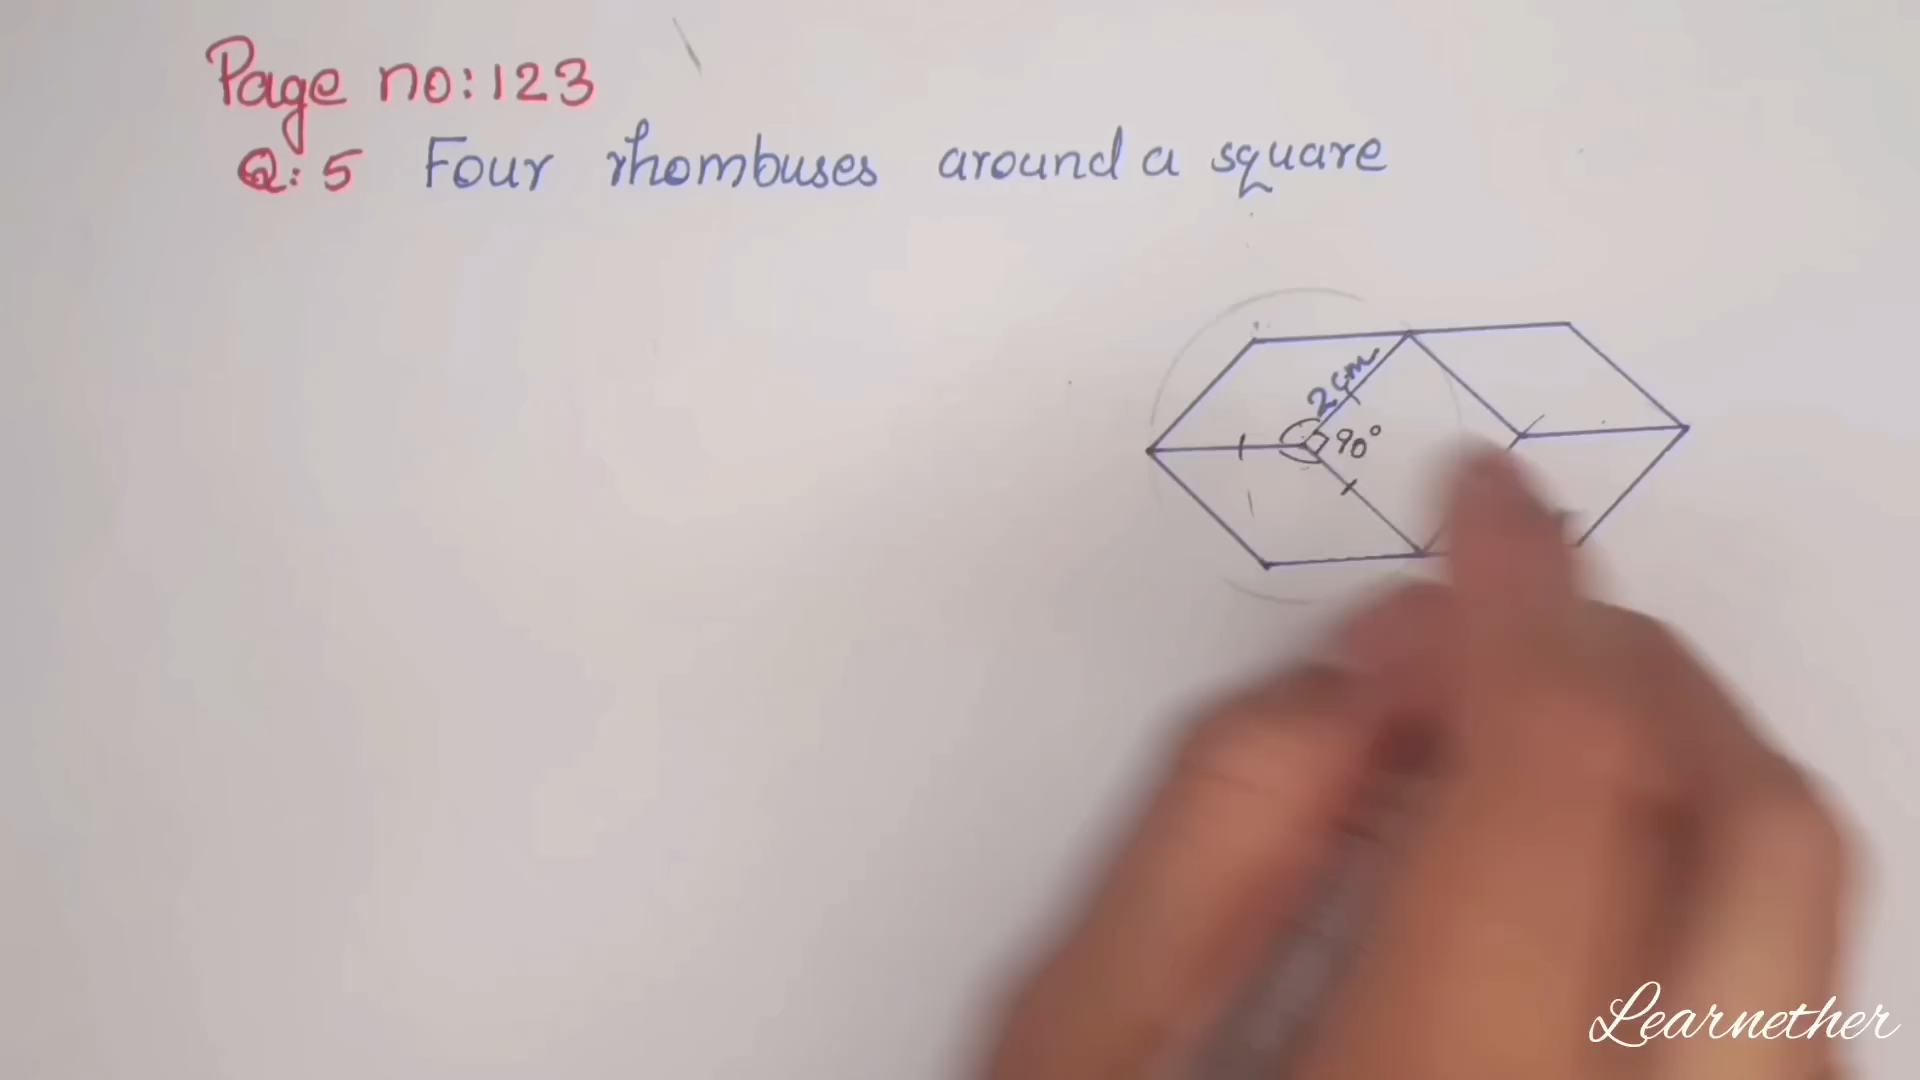 Page no: 123
Q: 5 Four rhombuses around a square
2cm
90°
Learnether